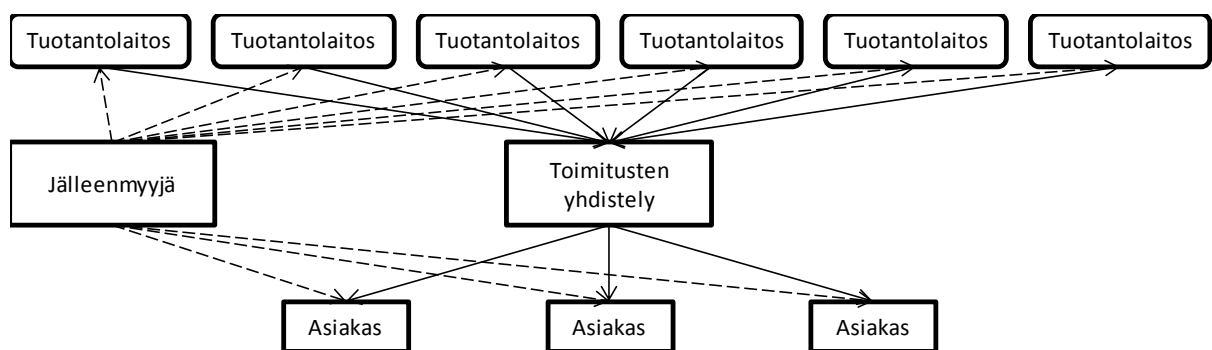 Tuotantolaitos
Tuotantolaitos
Tuotantolaitos
Tuotantolaitos
Tuotantolaitos
Tuotantolaitos
Jälleenmyyjä
Toimitusten
yhdistely
Asiakas
Asiakas
Asiakas